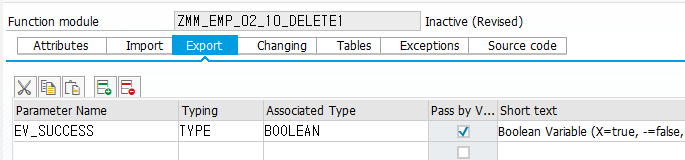 Function module ZMM_EMP_02_10_DELETE1 Inactive (Revised)
Attributes Import Export Changing Tables Exceptions Source code
Parameter Name Typing Associated Type Pass by V... Short text
EV_SUCCESS TYPE BOOLEAN Boolean Variable (X=true, -=false,